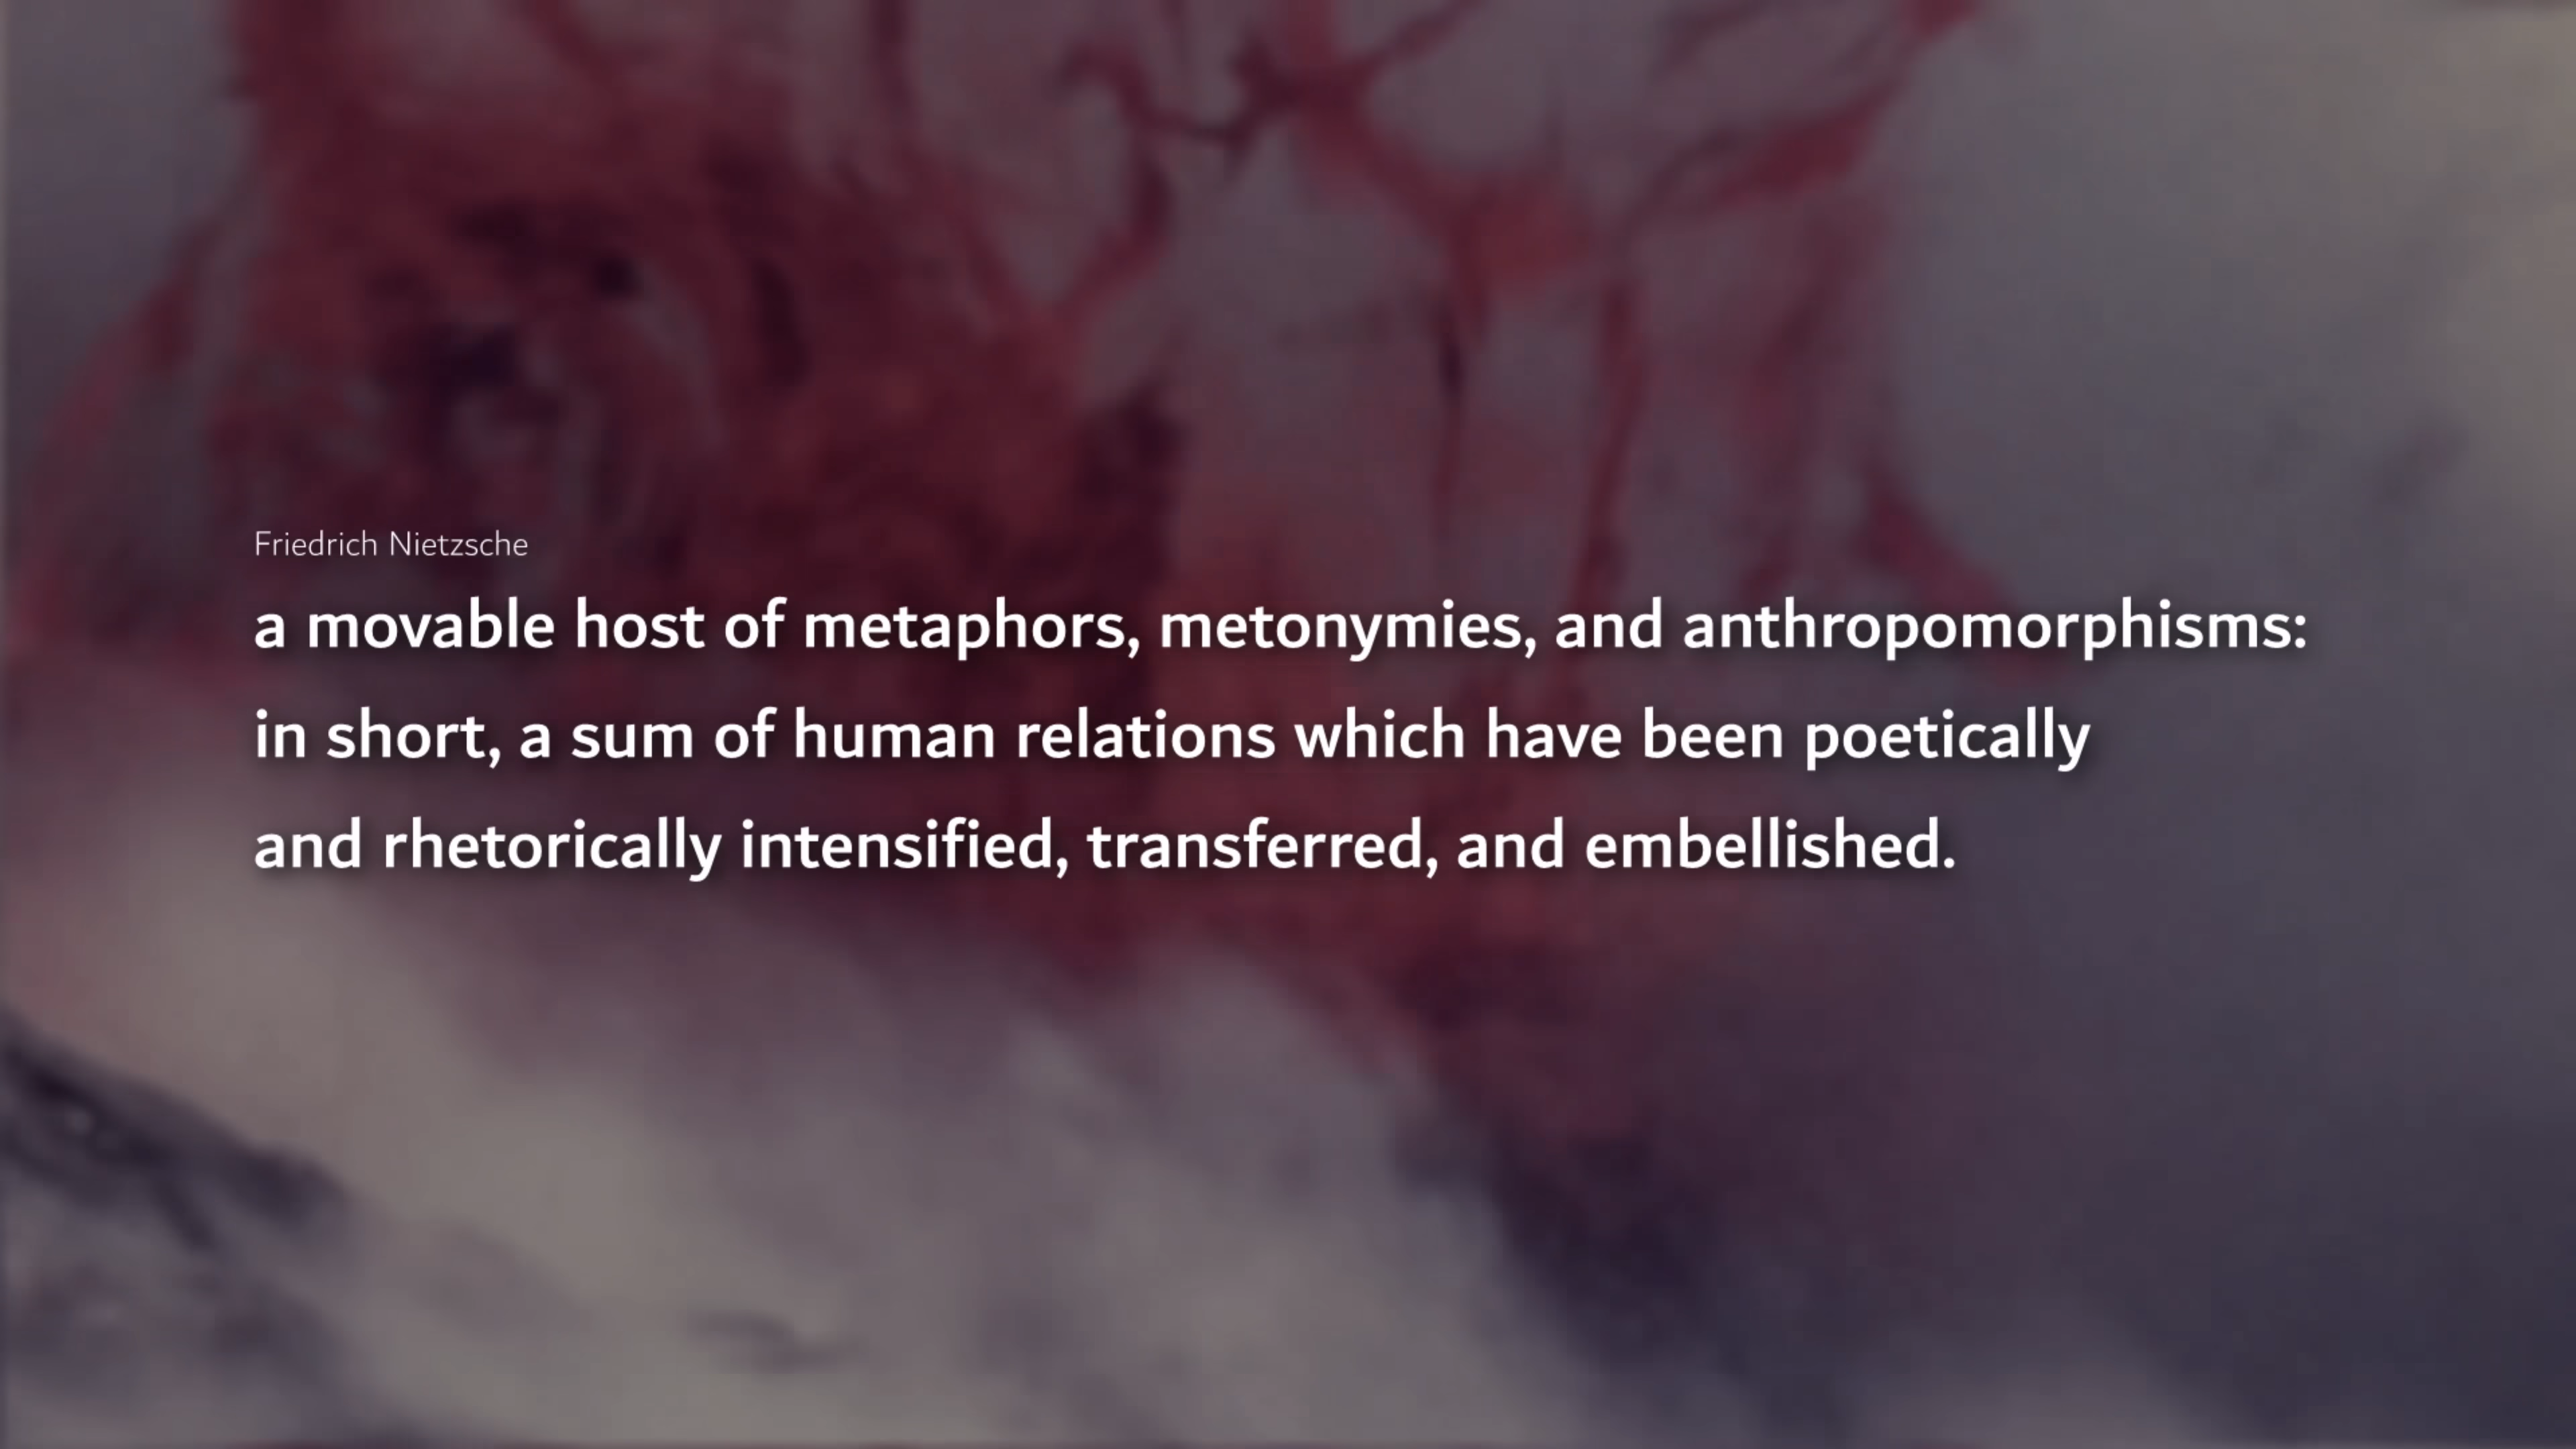 Friedrich Nietzsche
a movable host of metaphors, metonymies, and anthropomorphisms:
in short, a sum of human relations which have been poetically
and rhetorically intensified, transferred, and embellished.